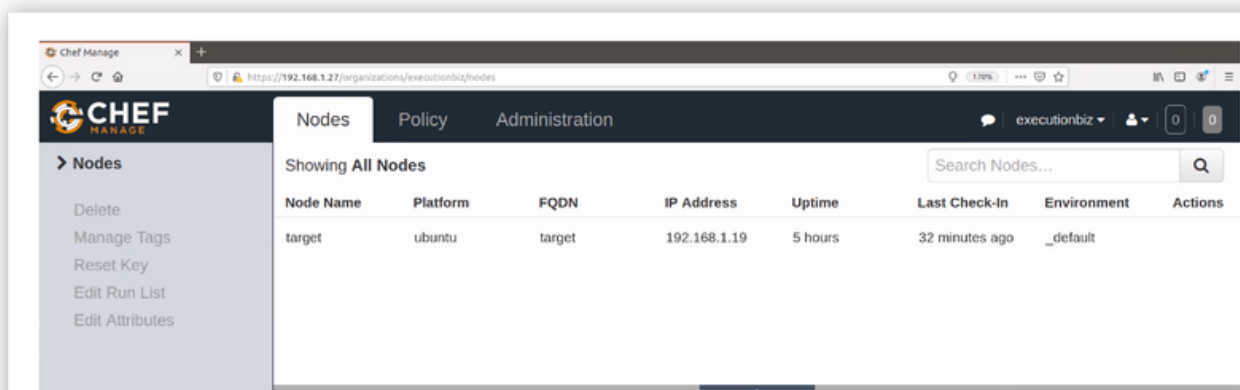 Chef Manage × +
https://192.168.1.27/organizations/executionbiz/nodes 170% ...
CHEF
MANAGE
Nodes Policy Administration executionbiz 0 0
Nodes
Delete
Manage Tags
Reset Key
Edit Run List
Edit Attributes
Showing All Nodes Search Nodes...
Node Name Platform FQDN IP Address Uptime Last Check-In Environment Actions
target ubuntu target 192.168.1.19 5 hours 32 minutes ago _default